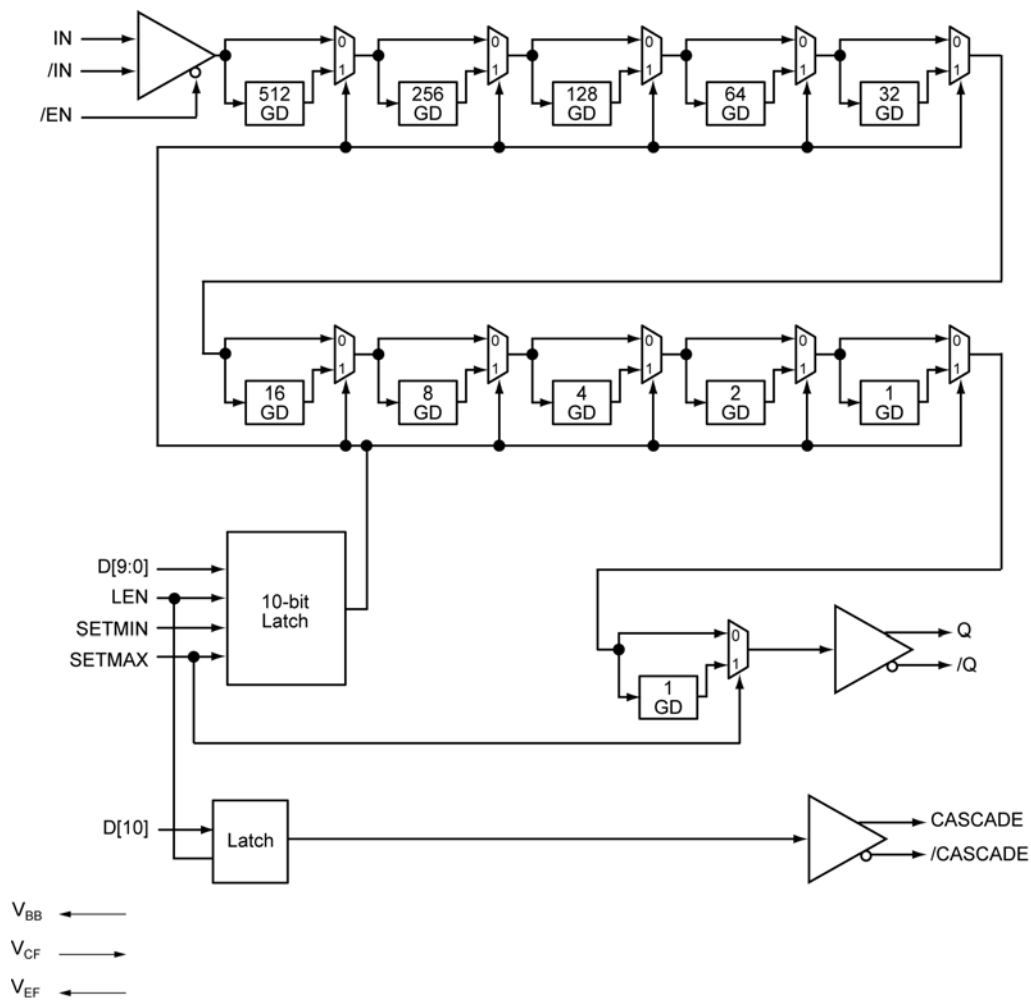 IN
/IN
/EN
0
1
512
GD
0
1
256
GD
0
1
128
GD
0
1
64
GD
0
1
32
GD
0
1
16
GD
0
1
8
GD
0
1
4
GD
0
1
2
GD
0
1
1
GD
D[9:0]
LEN
SETMIN
SETMAX
10-bit
Latch
0
1
1
GD
Q
/Q
D[10]
Latch
CASCADE
/CASCADE
VBB
VCF
VEF